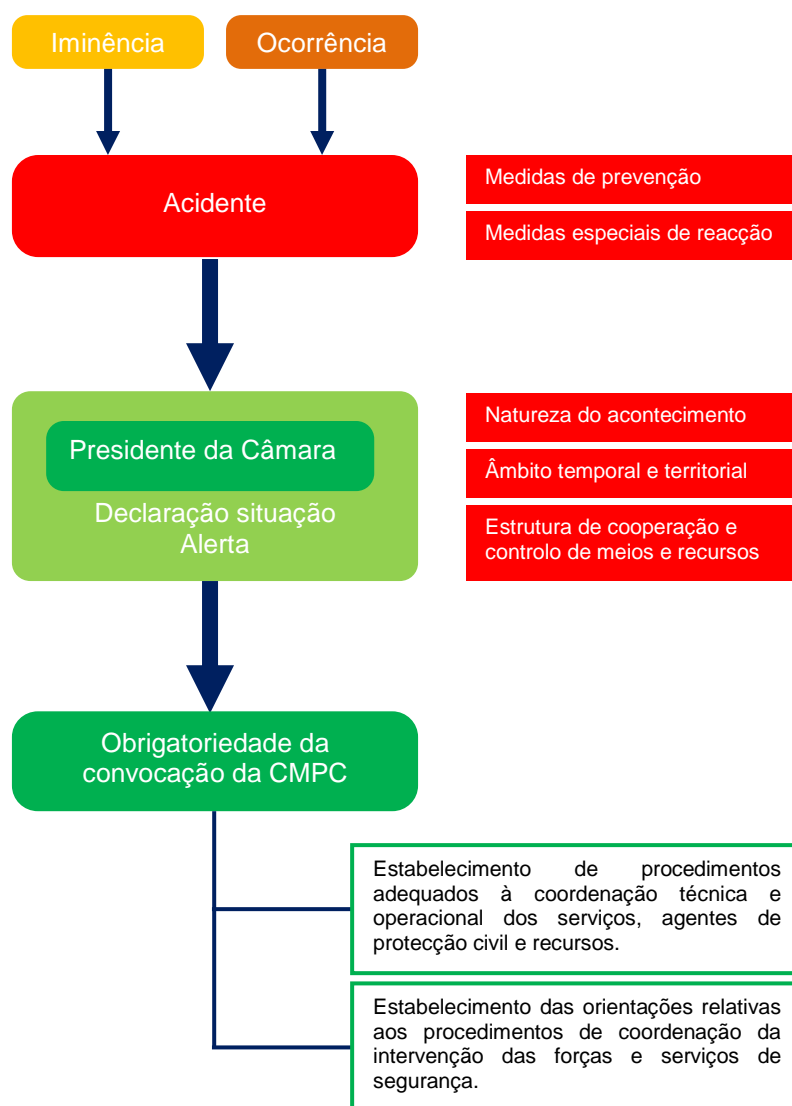 Iminência
Ocorrência
Acidente
Medidas de prevenção
Medidas especiais de reacção
Presidente da Câmara
Declaração situação
Alerta
Natureza do acontecimento
Âmbito temporal e territorial
Estrutura de cooperação e
controlo de meios e recursos
Obrigatoriedade da
convocação da CMPC
Estabelecimento de procedimentos
adequados à coordenação técnica e
operacional dos serviços, agentes de
protecção civil e recursos.
Estabelecimento das orientações relativas
aos procedimentos de coordenação da
intervenção das forças e serviços de
segurança.